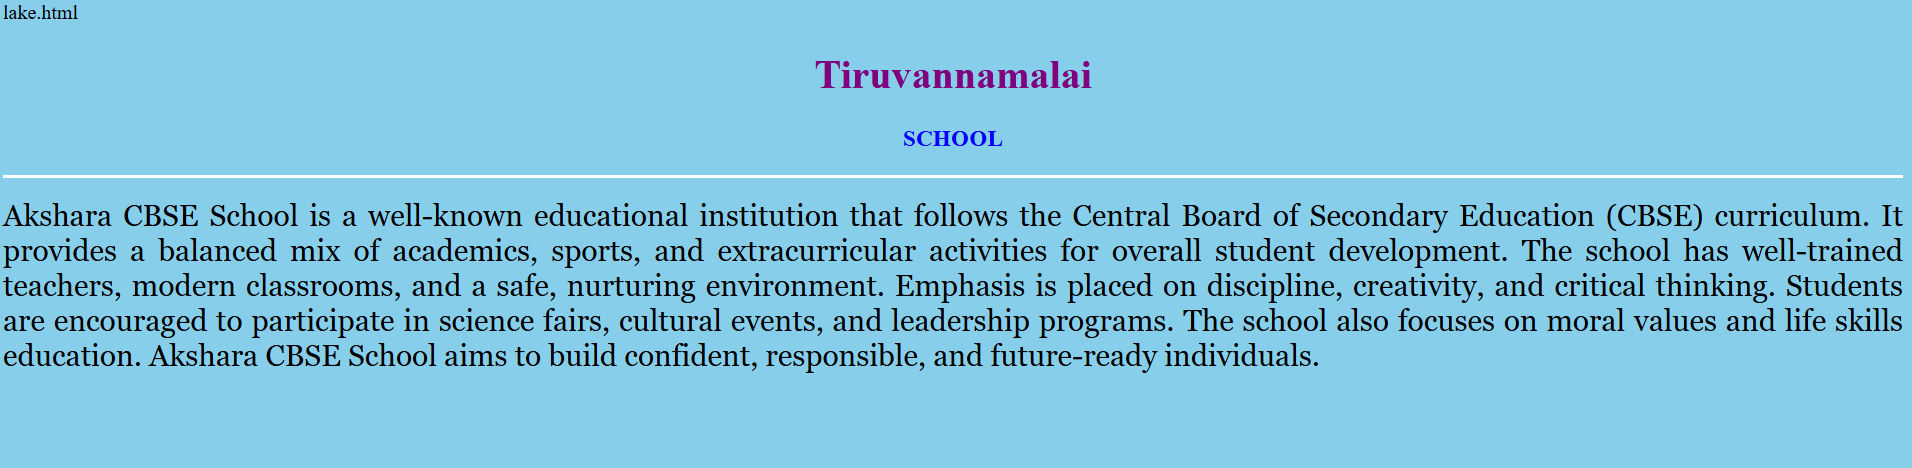 lake.html
Tiruvannamalai
SCHOOL
Akshara CBSE School is a well-known educational institution that follows the Central Board of Secondary Education (CBSE) curriculum. It
provides a balanced mix of academics, sports, and extracurricular activities for overall student development. The school has well-trained
teachers, modern classrooms, and a safe, nurturing environment. Emphasis is placed on discipline, creativity, and critical thinking. Students
are encouraged to participate in science fairs, cultural events, and leadership programs. The school also focuses on moral values and life skills
education. Akshara CBSE School aims to build confident, responsible, and future-ready individuals.